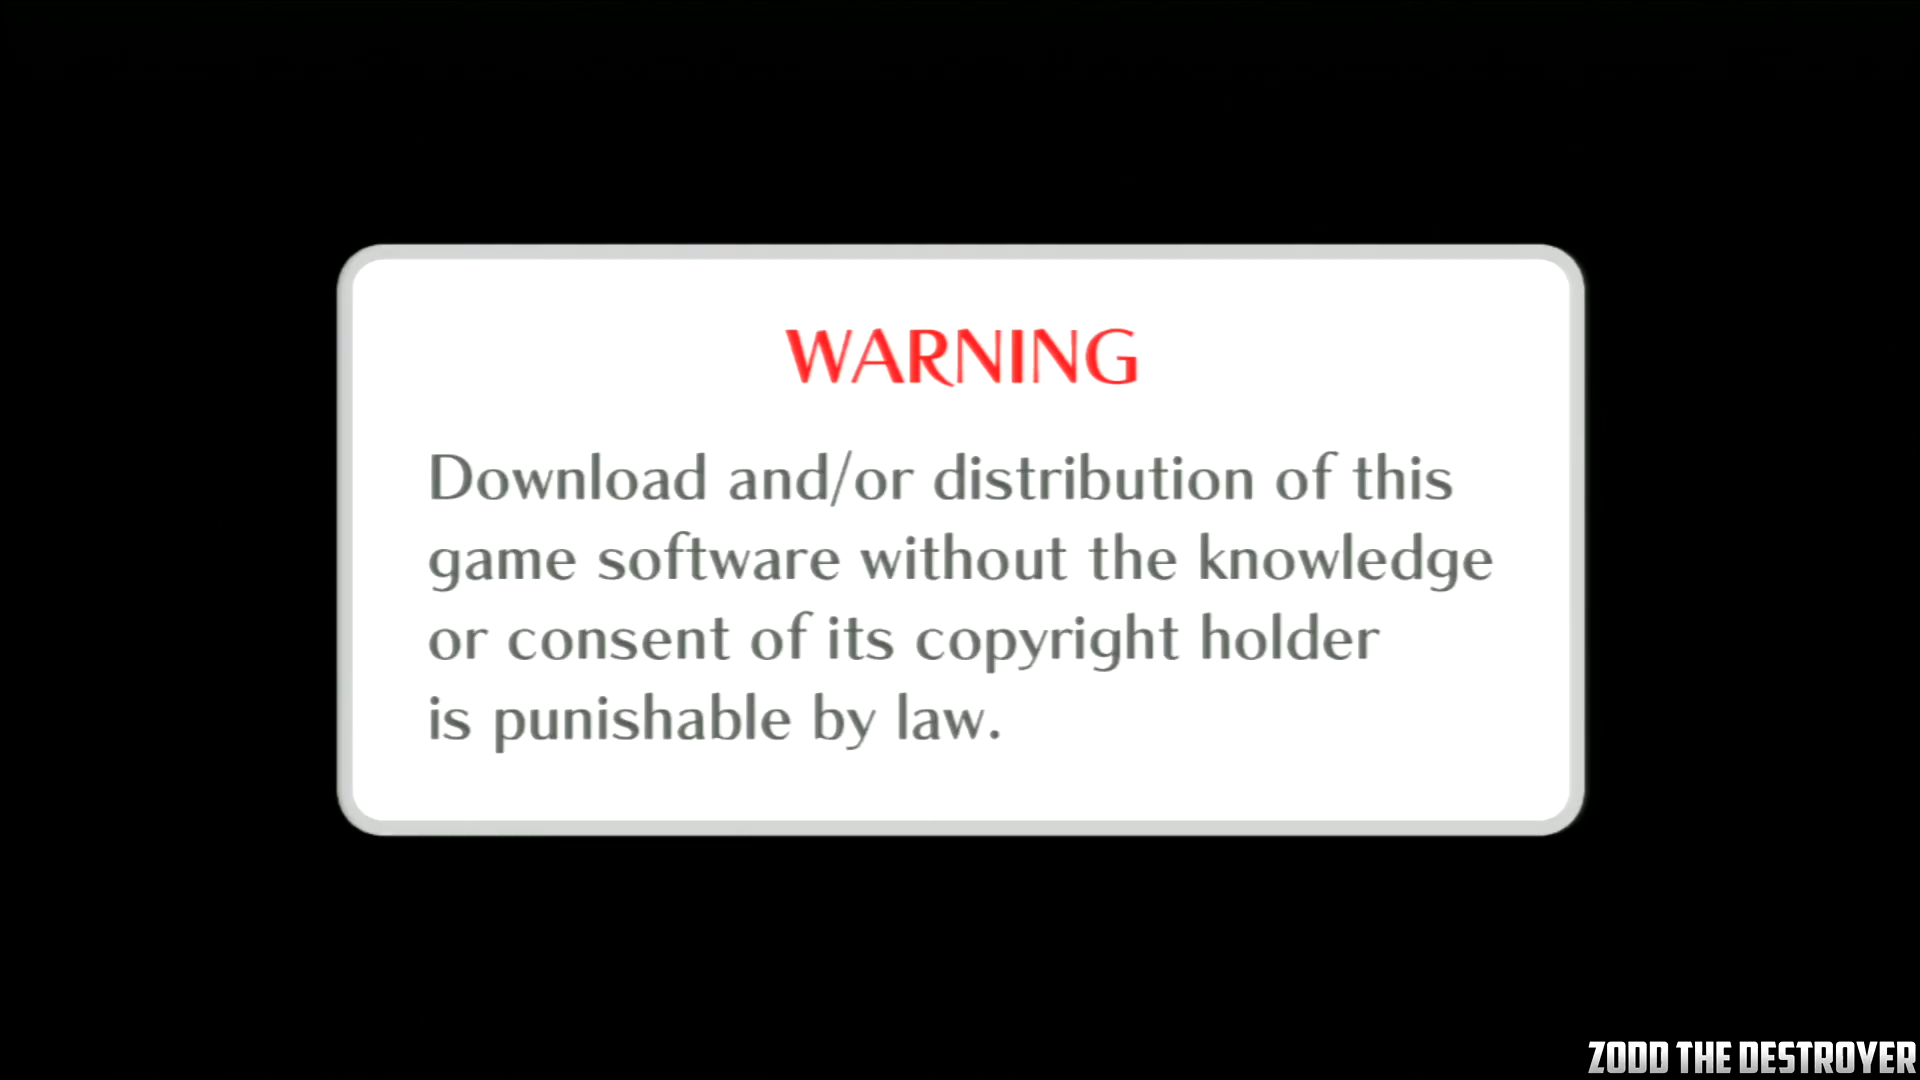 WARNING
Download and/or distribution of this
game software without the knowledge
or consent of its copyright holder
is punishable by law.
ZODD THE DESTROYER